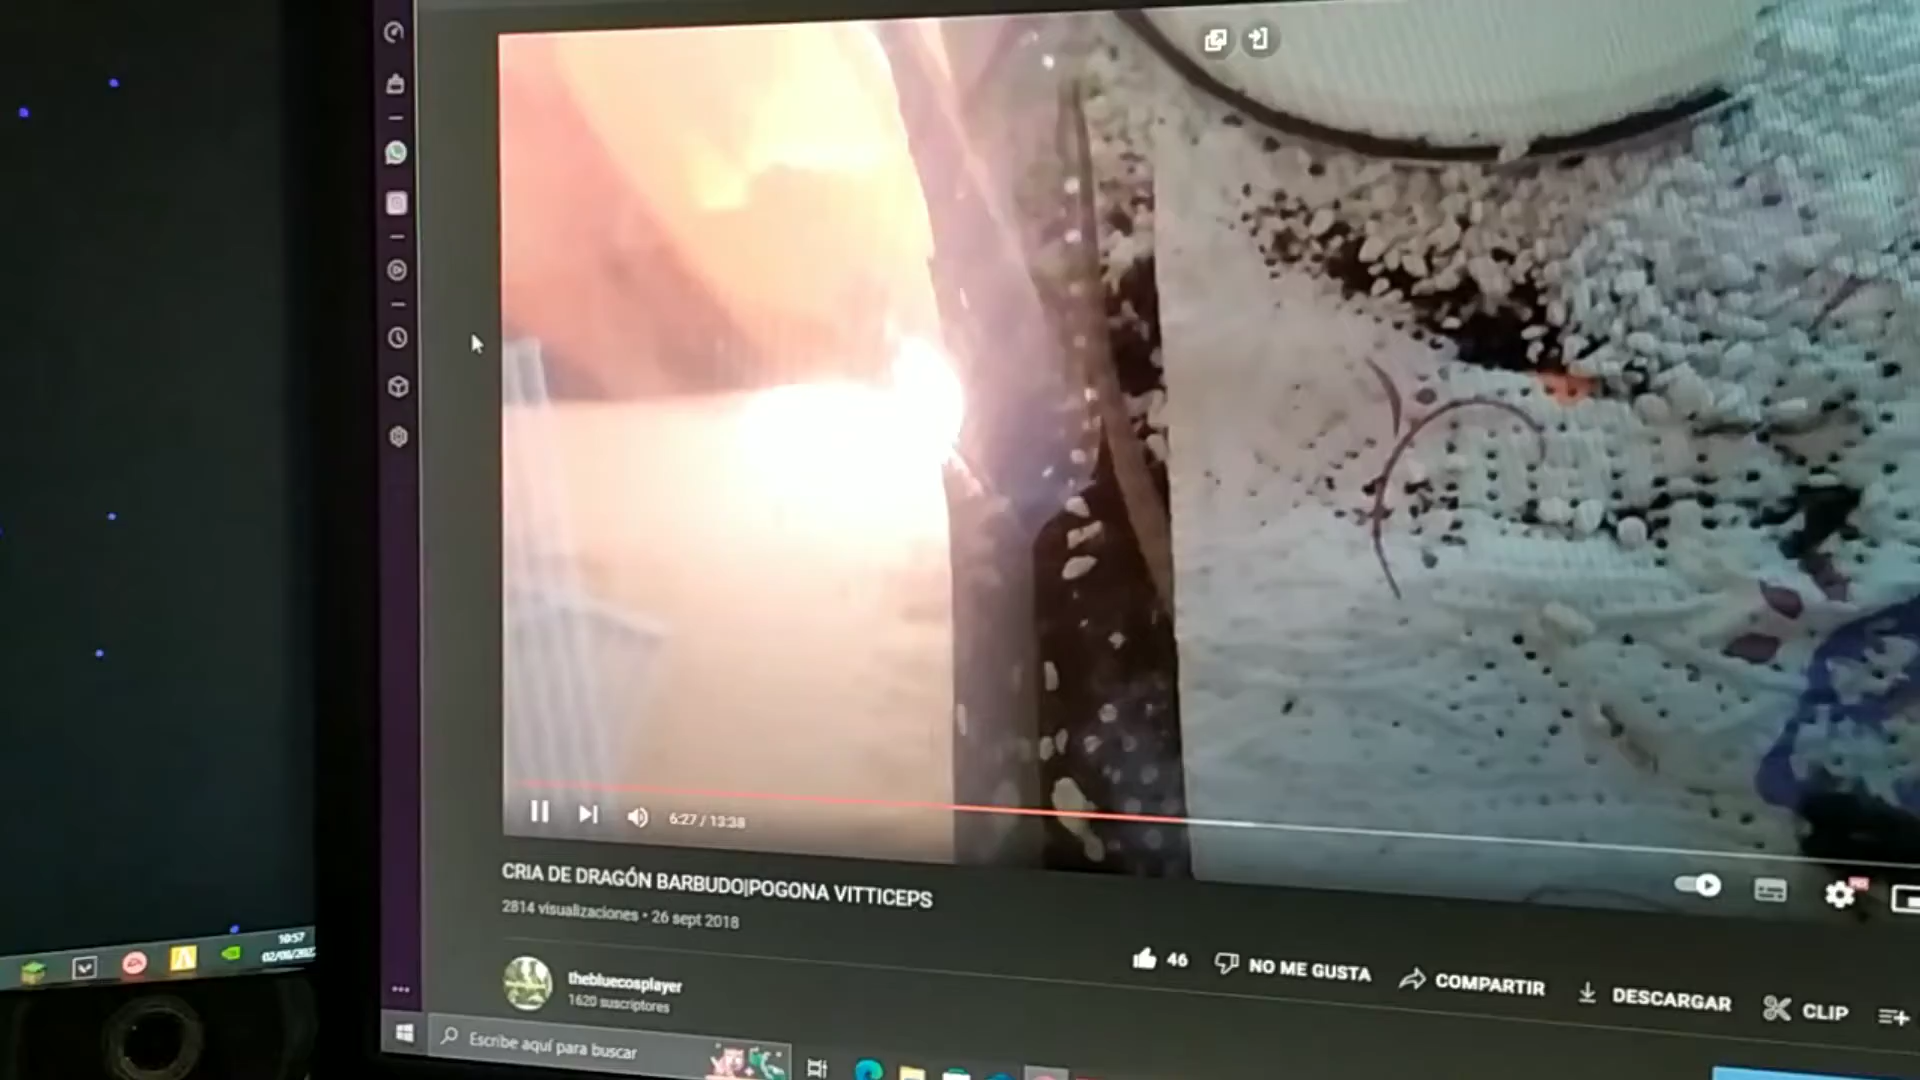 6:27 / 13:38
CRIA DE DRAGÓN BARBUDO|POGONA VITTICEPS
2814 visualizaciones • 26 sept 2018
46 NO ME GUSTA COMPARTIR DESCARGAR CLIP
thebluecosplayer
1620 suscriptores
10:57
Escribe aquí para buscar